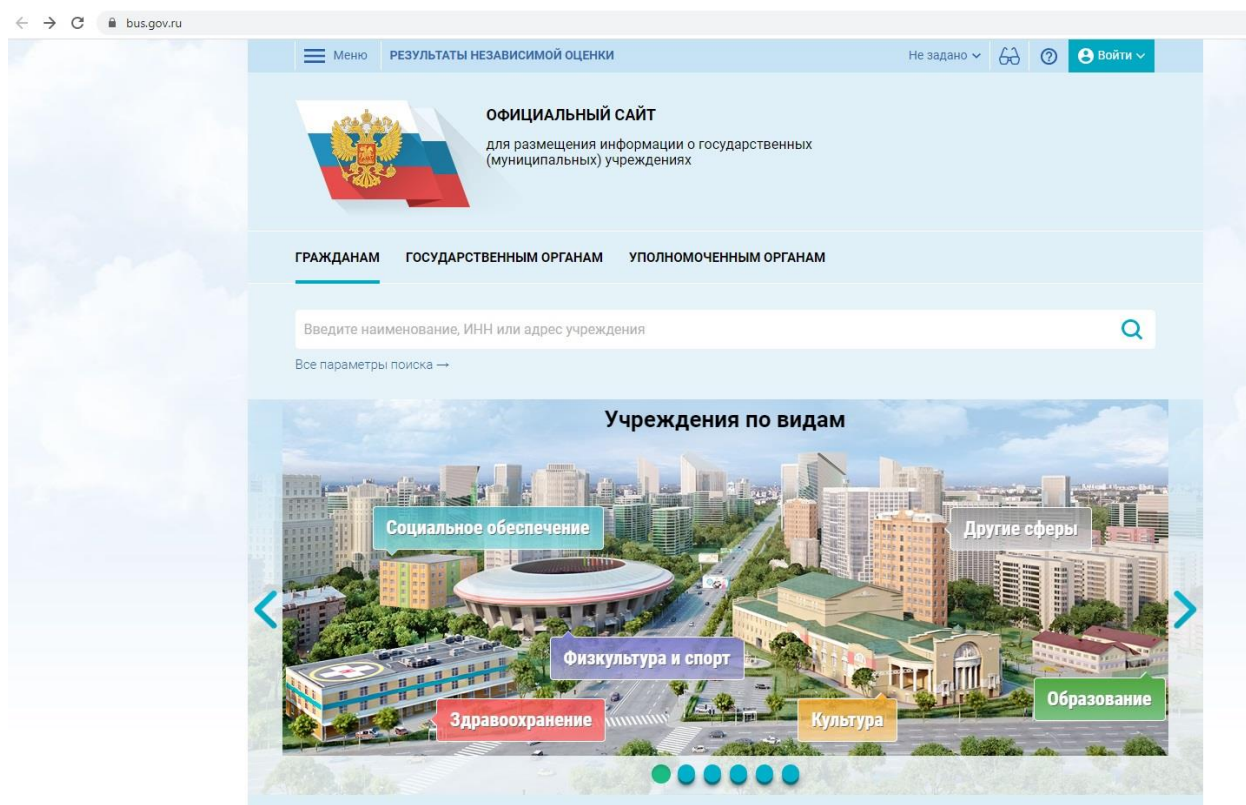 bus.gov.ru
Меню РЕЗУЛЬТАТЫ НЕЗАВИСИМОЙ ОЦЕНКИ Не задано Войти
ОФИЦИАЛЬНЫЙ САЙТ
для размещения информации о государственных
(муниципальных) учреждениях
ГРАЖДАНАМ ГОСУДАРСТВЕННЫМ ОРГАНАМ УПОЛНОМОЧЕННЫМ ОРГАНАМ
Введите наименование, ИНН или адрес учреждения
Все параметры поиска →
Учреждения по видам
Социальное обеспечение
Другие сферы
Физкультура и спорт
Образование
Здравоохранение
Культура